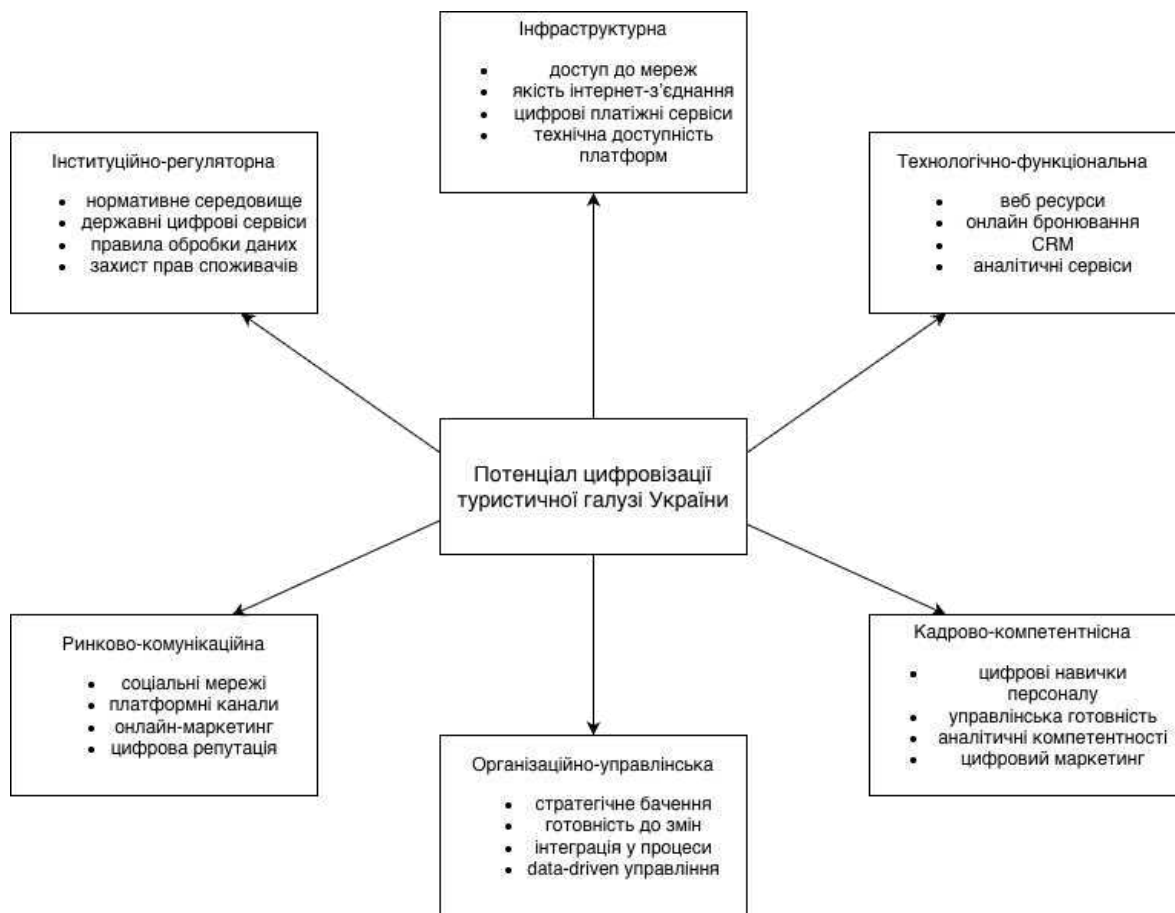 Інфраструктурна
• доступ до мереж
• якість інтернет-з’єднання
• цифрові платіжні сервіси
• технічна доступність
платформ
Інституційно-регуляторна
• нормативне середовище
• державні цифрові сервіси
• правила обробки даних
• захист прав споживачів
Технологічно-функціональна
• веб ресурси
• онлайн бронювання
• CRM
• аналітичні сервіси
Потенціал цифровізації
туристичної галузі України
Ринково-комунікаційна
• соціальні мережі
• платформні канали
• онлайн-маркетинг
• цифрова репутація
Організаційно-управлінська
• стратегічне бачення
• готовність до змін
• інтеграція у процеси
• data-driven управління
Кадрово-компетентнісна
• цифрові навички
персоналу
• управлінська готовність
• аналітичні компетентності
• цифровий маркетинг